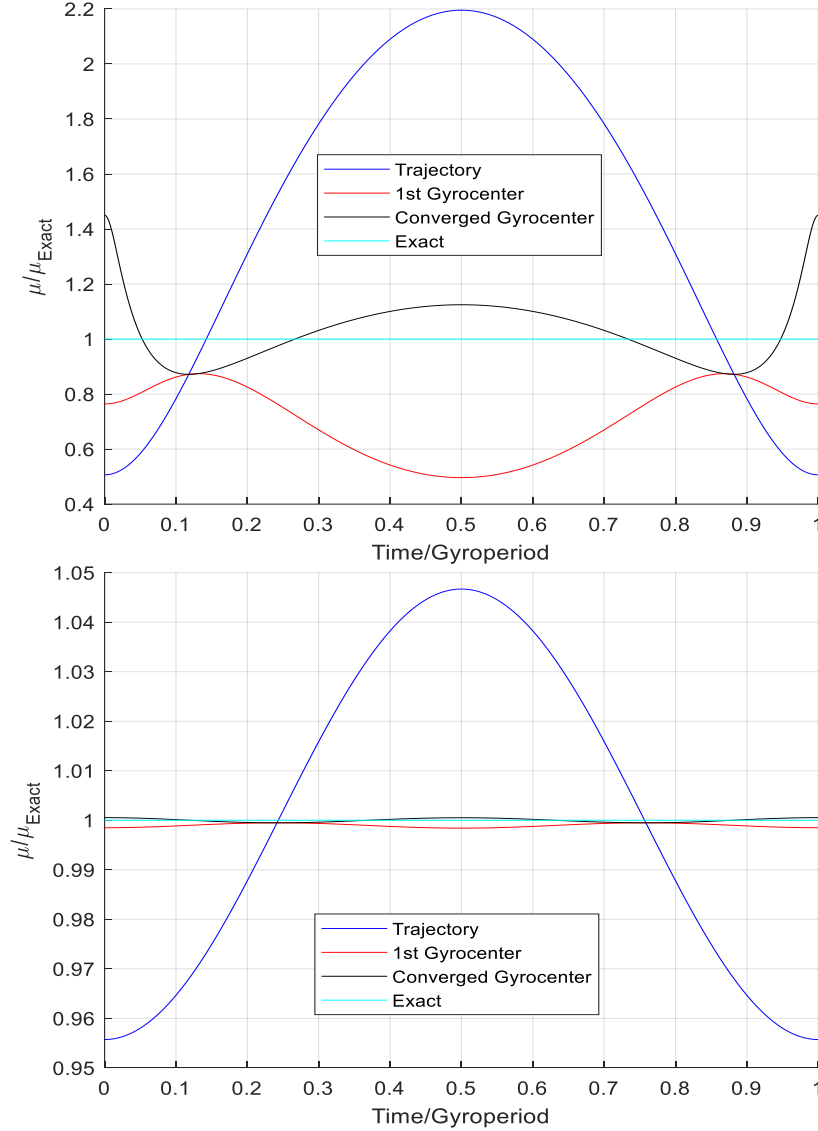 2.2
2
1.8
1.6
1.4
1.2
1
0.8
0.6
0.4
μ/μExact
Trajectory
1st Gyrocenter
Converged Gyrocenter
Exact
0 0.1 0.2 0.3 0.4 0.5 0.6 0.7 0.8 0.9 1
Time/Gyroperiod
1.05
1.04
1.03
1.02
1.01
1
0.99
0.98
0.97
0.96
0.95
μ/μExact
Trajectory
1st Gyrocenter
Converged Gyrocenter
Exact
0 0.1 0.2 0.3 0.4 0.5 0.6 0.7 0.8 0.9 1
Time/Gyroperiod